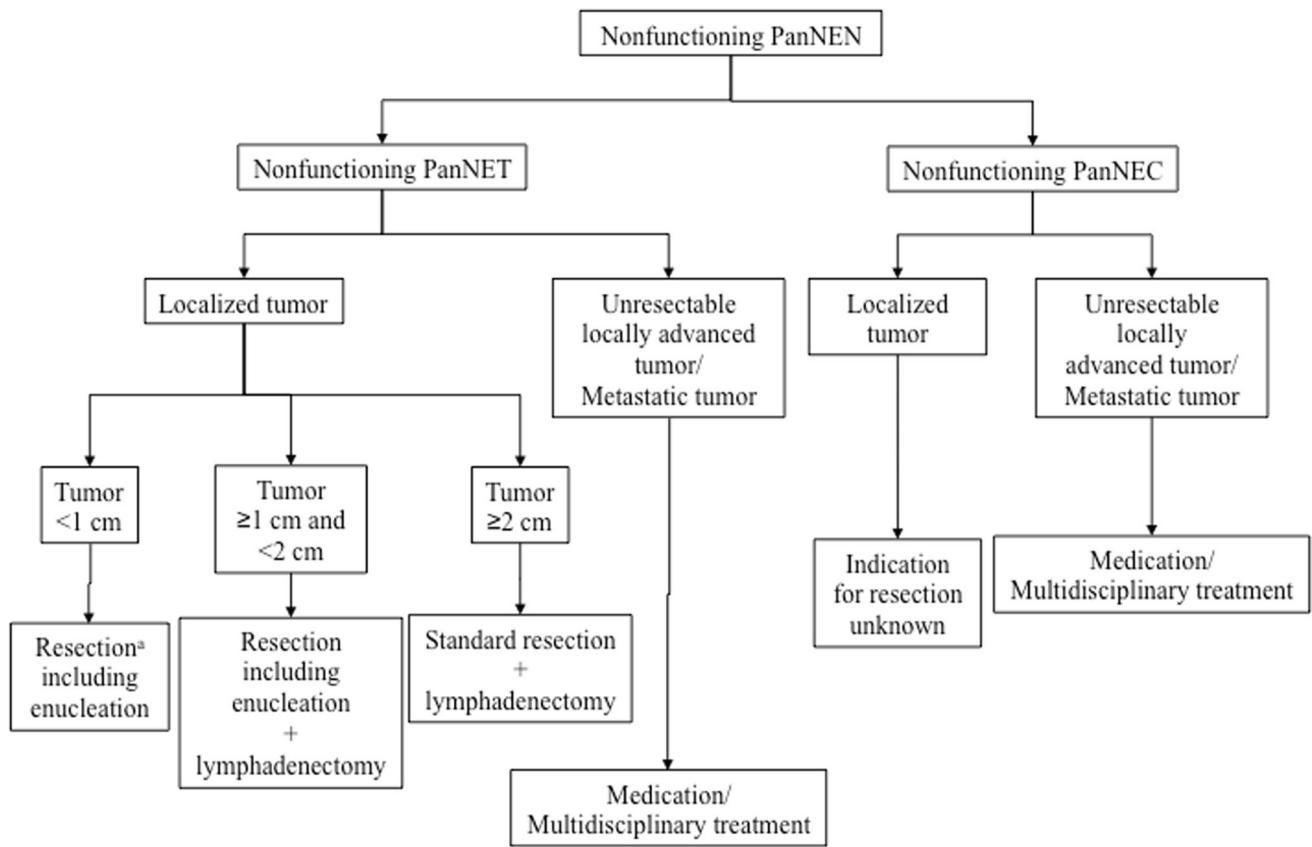 Nonfunctioning PanNEN
Nonfunctioning PanNET
Nonfunctioning PanNEC
Localized tumor
Unresectable
locally advanced
tumor/
Metastatic tumor
Localized
tumor
Unresectable
locally
advanced tumor/
Metastatic tumor
Tumor
<1 cm
Tumor
≥1 cm and
<2 cm
Tumor
≥2 cm
Indication
for resection
unknown
Medication/
Multidisciplinary treatment
Resectionᵃ
including
enucleation
Resection
including
enucleation
+
lymphadenectomy
Standard resection
+
lymphadenectomy
Medication/
Multidisciplinary treatment